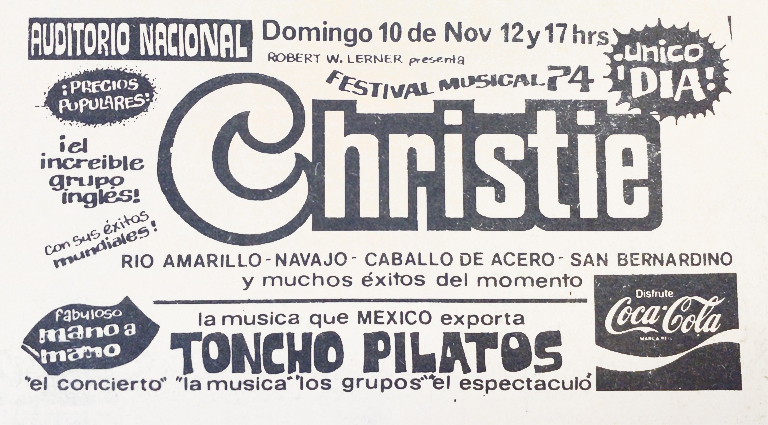 AUDITORIO NACIONAL
Domingo 10 de Nov 12 y 17 hrs
ROBERT W. LERNER presenta
FESTIVAL MUSICAL 74
unico
¡DIA!
¡PRECIOS
POPULARES!
¡el
increible
grupo
ingles!
con sus éxitos
mundiales!
Christie
RIO AMARILLO - NAVAJO - CABALLO DE ACERO - SAN BERNARDINO
y muchos éxitos del momento
fabuloso
mano a
mano
la musica que MEXICO exporta
TONCHO PILATOS
"el concierto" "la musica" "los grupos" "el espectaculo"
Disfrute
Coca-Cola
MARCA REG.